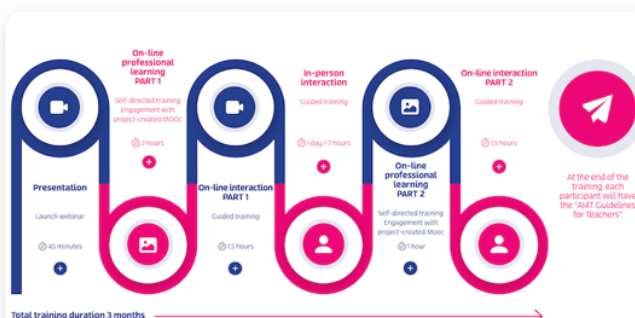 On-line
professional
learning
PART 1
Self-directed training
Engagement with
project-created MOOC
2 hours
In-person
interaction
Guided training
1 day / 7 hours
On-line interaction
PART 2
Guided training
1.5 hours
Presentation
Launch webinar
45 minutes
On-line interaction
PART 1
Guided training
1.5 hours
On-line
professional
learning
PART 2
Self-directed training
Engagement with
project-created MOOC
1 hour
At the end of the
training, each
participant will have
the "AI4T Guidelines
for Teachers".
Total training duration 3 months